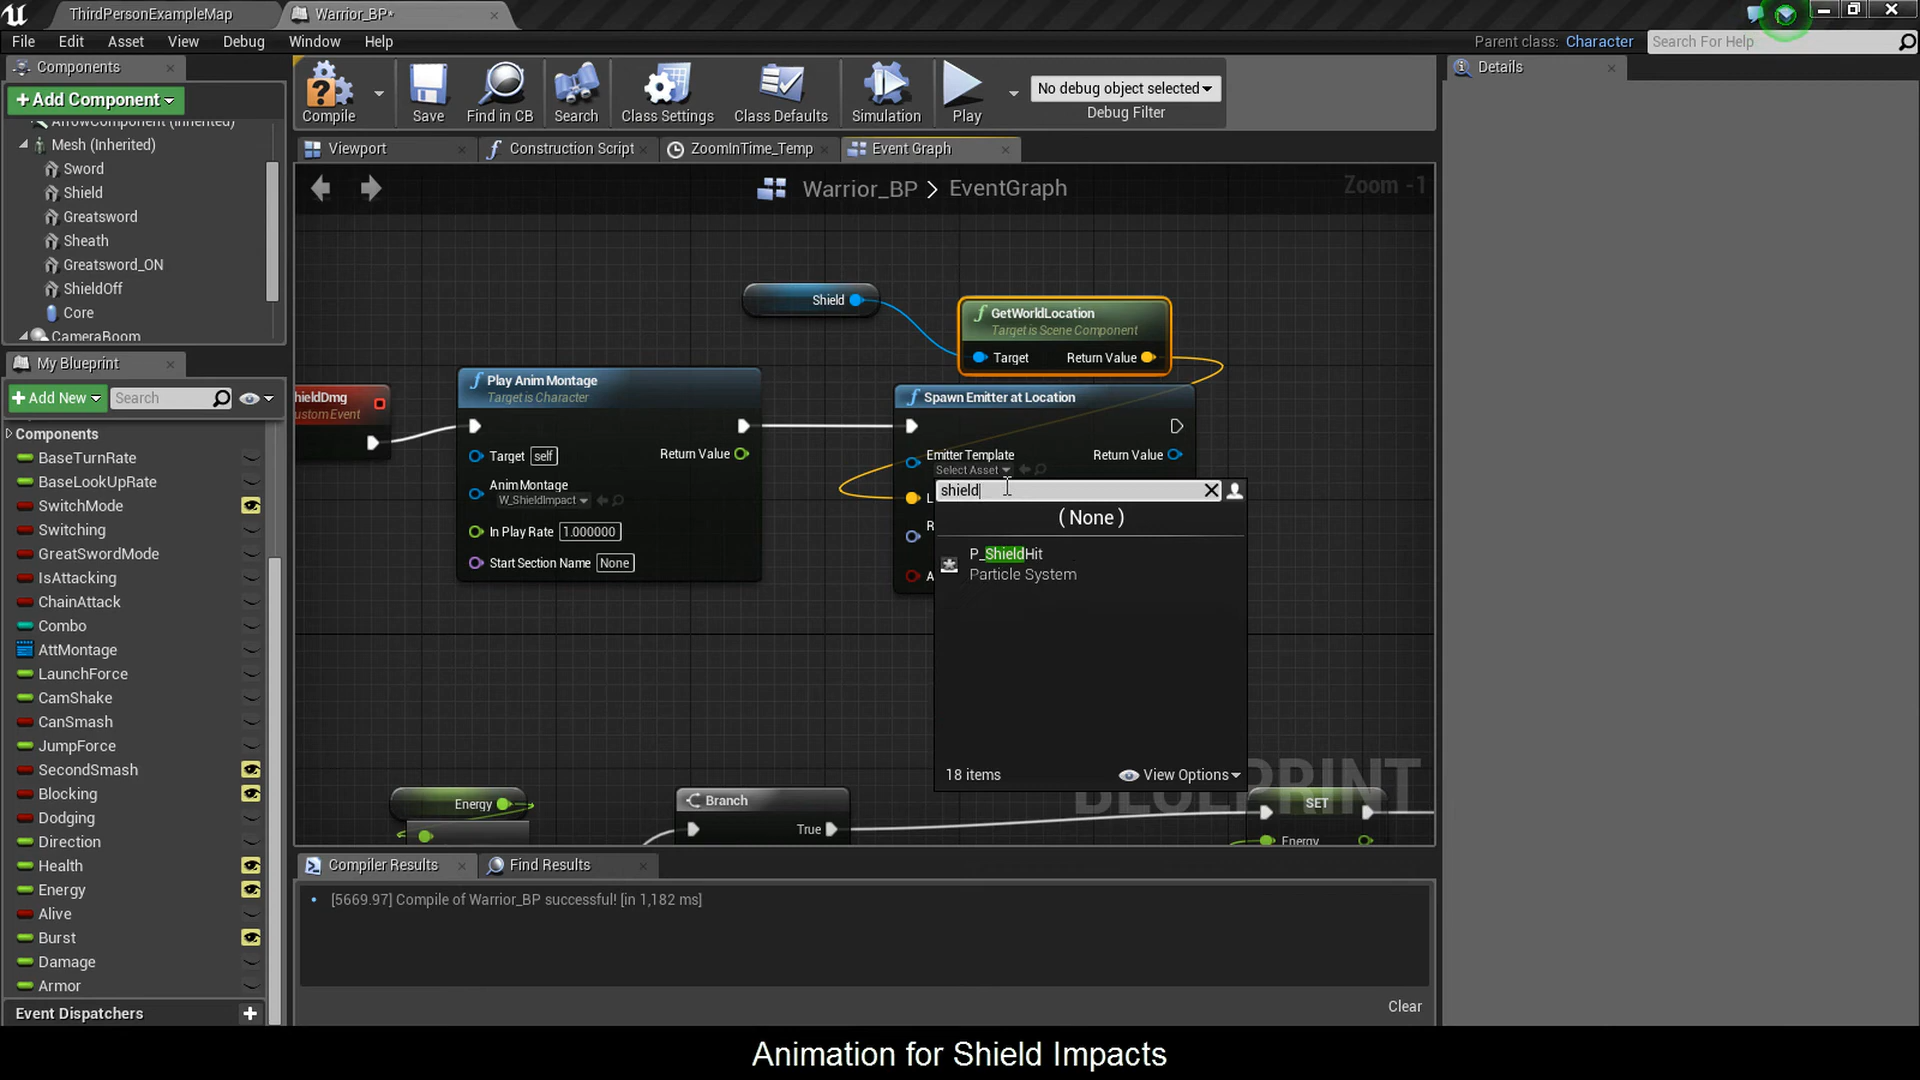 ThirdPersonExampleMap
Warrior_BP*
File
Edit
Asset
View
Debug
Window
Help
Parent class: Character
Search For Help
Components
+Add Component
ArrowComponent (Inherited)
Mesh (Inherited)
Sword
Shield
Greatsword
Sheath
Greatsword_ON
ShieldOff
Core
CameraBoom
My Blueprint
+Add New
Search
Components
BaseTurnRate
BaseLookUpRate
SwitchMode
Switching
GreatSwordMode
IsAttacking
ChainAttack
Combo
AttMontage
LaunchForce
CamShake
CanSmash
JumpForce
SecondSmash
Blocking
Dodging
Direction
Health
Energy
Alive
Burst
Damage
Armor
Event Dispatchers
Compile
Save
Find in CB
Search
Class Settings
Class Defaults
Simulation
Play
No debug object selected
Debug Filter
Viewport
Construction Script
ZoomInTime_Temp
Event Graph
Warrior_BP > EventGraph
Zoom -1
Shield
GetWorldLocation
Target is Scene Component
Target
Return Value
hieldDmg
ustom Event
Play Anim Montage
Target is Character
Target self
Return Value
Anim Montage
W_ShieldImpact
In Play Rate 1.000000
Start Section Name None
Spawn Emitter at Location
Emitter Template
Select Asset
Return Value
L
R
A
shield
( None )
P_ShieldHit
Particle System
18 items
View Options
BLUEPRINT
Energy
Branch
True
SET
Energy
Compiler Results
Find Results
[5669.97] Compile of Warrior_BP successful! [in 1,182 ms]
Clear
Details
Animation for Shield Impacts